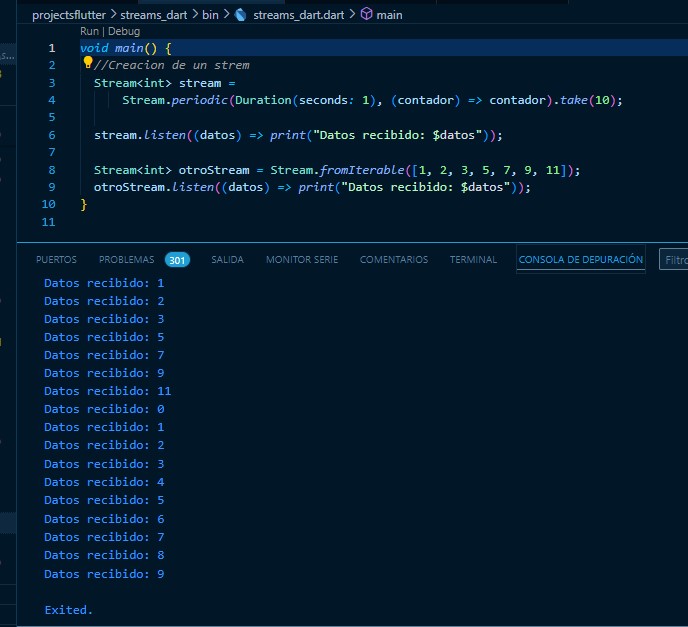 projectsflutter > streams_dart > bin > streams_dart.dart > main
Run | Debug
1 void main() {
2 //Creacion de un strem
3 Stream<int> stream =
4 Stream.periodic(Duration(seconds: 1), (contador) => contador).take(10);
5
6 stream.listen((datos) => print("Datos recibido: $datos"));
7
8 Stream<int> otroStream = Stream.fromIterable([1, 2, 3, 5, 7, 9, 11]);
9 otroStream.listen((datos) => print("Datos recibido: $datos"));
10 }
11
PUERTOS PROBLEMAS 301 SALIDA MONITOR SERIE COMENTARIOS TERMINAL CONSOLA DE DEPURACIÓN Filtro
Datos recibido: 1
Datos recibido: 2
Datos recibido: 3
Datos recibido: 5
Datos recibido: 7
Datos recibido: 9
Datos recibido: 11
Datos recibido: 0
Datos recibido: 1
Datos recibido: 2
Datos recibido: 3
Datos recibido: 4
Datos recibido: 5
Datos recibido: 6
Datos recibido: 7
Datos recibido: 8
Datos recibido: 9
Exited.